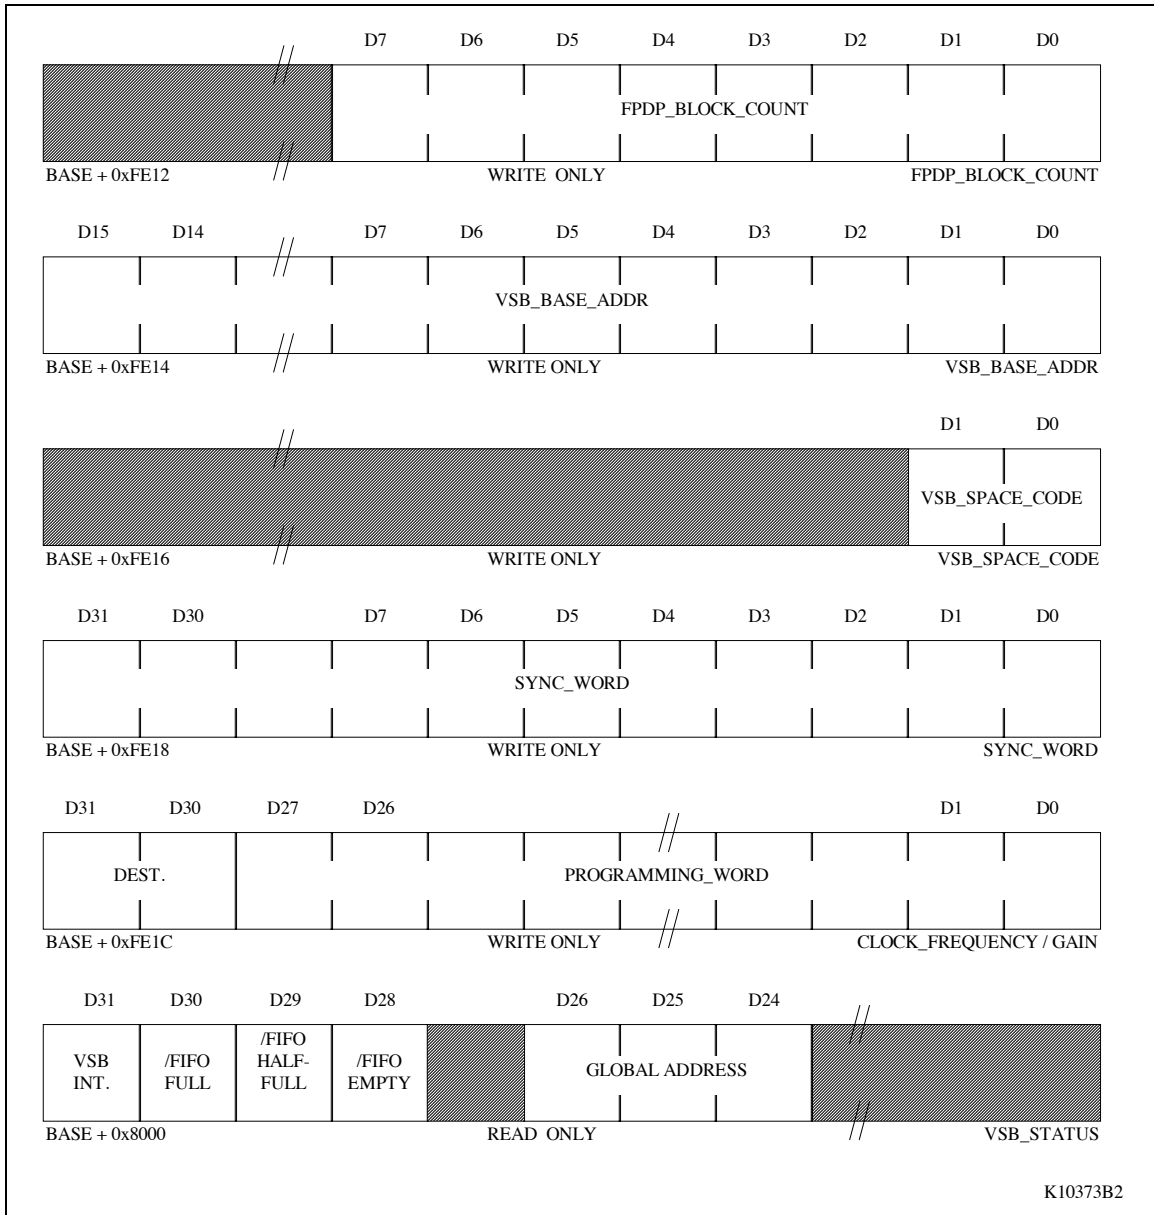 D7 D6 D5 D4 D3 D2 D1 D0
FPDP_BLOCK_COUNT
BASE + 0xFE12 WRITE ONLY FPDP_BLOCK_COUNT
D15 D14 D7 D6 D5 D4 D3 D2 D1 D0
VSB_BASE_ADDR
BASE + 0xFE14 WRITE ONLY VSB_BASE_ADDR
D1 D0
VSB_SPACE_CODE
BASE + 0xFE16 WRITE ONLY VSB_SPACE_CODE
D31 D30 D7 D6 D5 D4 D3 D2 D1 D0
SYNC_WORD
BASE + 0xFE18 WRITE ONLY SYNC_WORD
D31 D30 D27 D26 D1 D0
DEST. PROGRAMMING_WORD
BASE + 0xFE1C WRITE ONLY CLOCK_FREQUENCY / GAIN
D31 D30 D29 D28 D26 D25 D24
VSB
INT.
/FIFO
FULL
/FIFO
HALF-
FULL
/FIFO
EMPTY
GLOBAL ADDRESS
BASE + 0x8000 READ ONLY VSB_STATUS
K10373B2